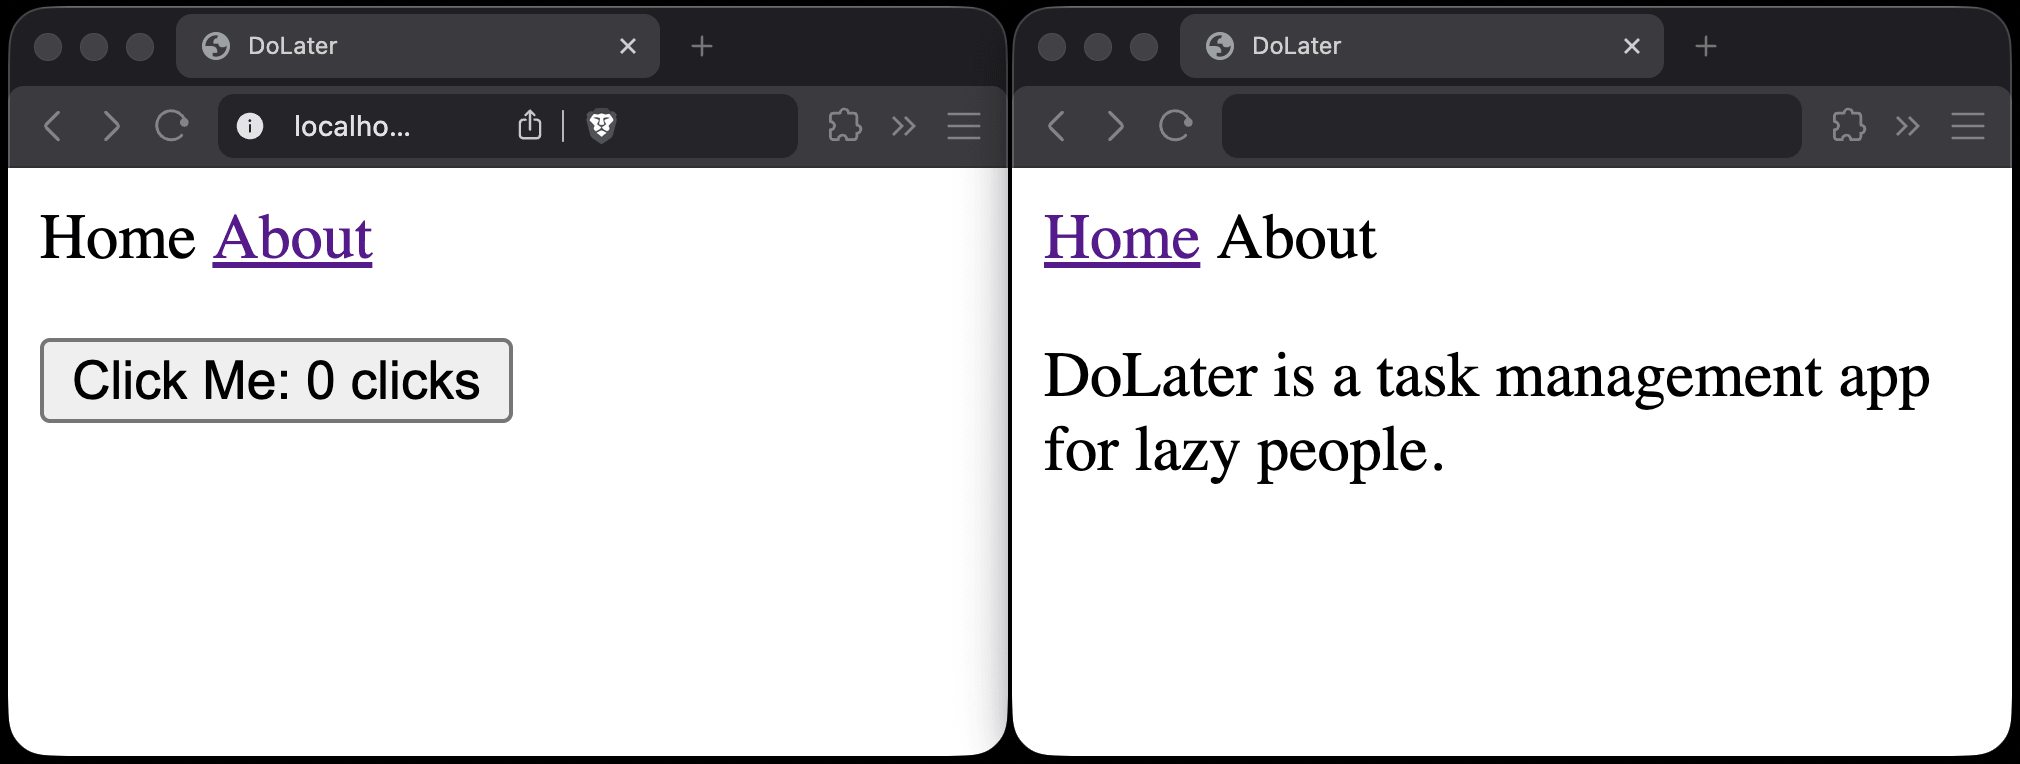 DoLater
localho...
Home About
Click Me: 0 clicks
DoLater
Home About
DoLater is a task management app
for lazy people.